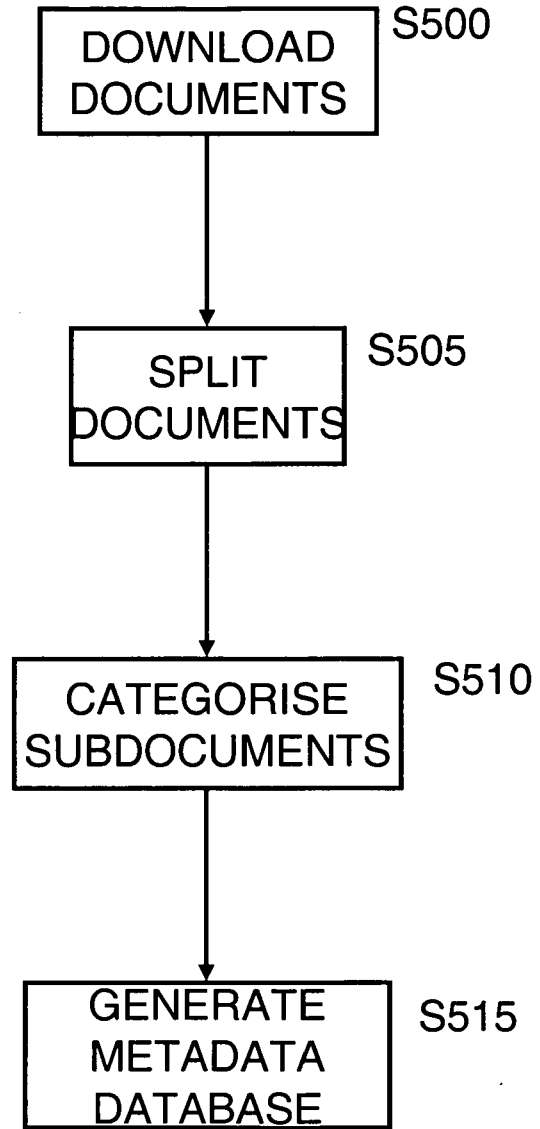 DOWNLOAD
DOCUMENTS
S500
SPLIT
DOCUMENTS
S505
CATEGORISE
SUBDOCUMENTS
S510
GENERATE
METADATA
DATABASE
S515